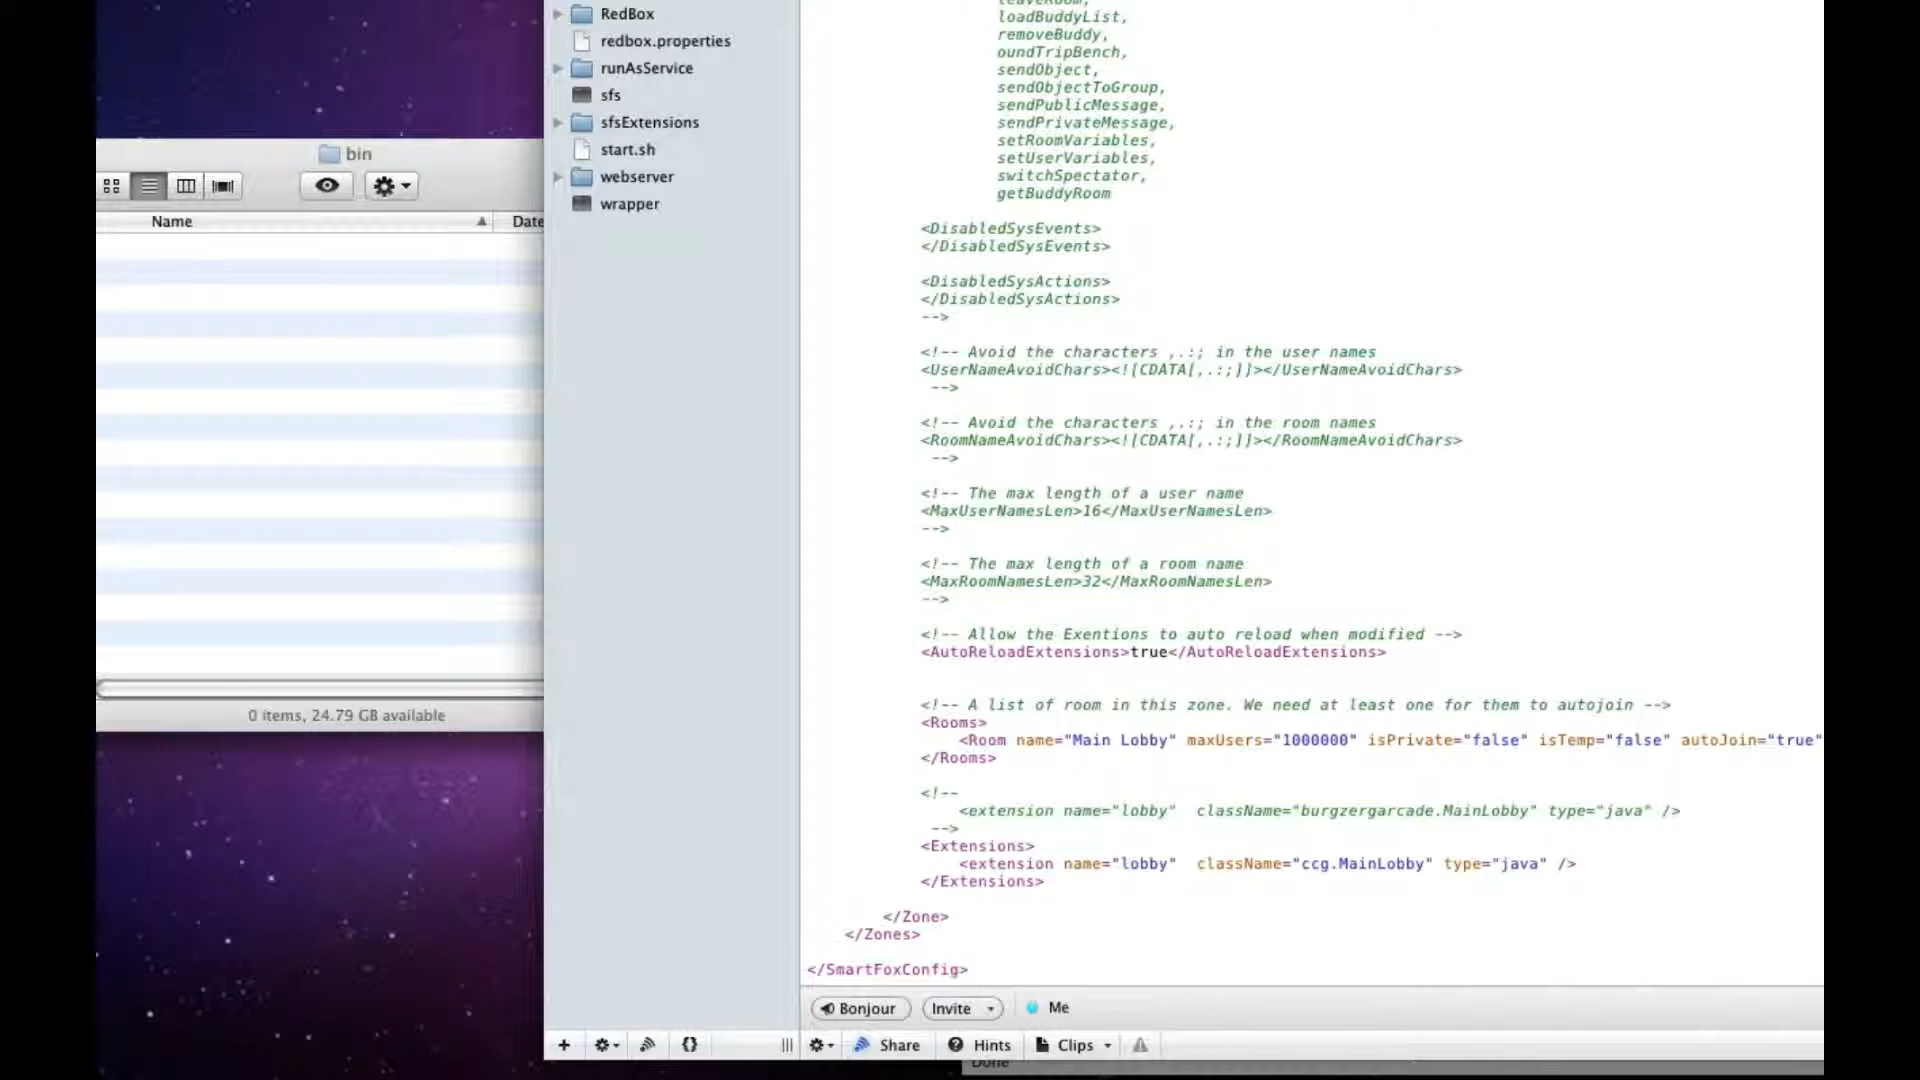 RedBox
redbox.properties
runAsService
sfs
sfsExtensions
start.sh
webserver
wrapper
bin
Name
Date
0 items, 24.79 GB available
leaveRoom,
loadBuddyList,
removeBuddy,
oundTripBench,
sendObject,
sendObjectToGroup,
sendPublicMessage,
sendPrivateMessage,
setRoomVariables,
setUserVariables,
switchSpectator,
getBuddyRoom
<DisabledSysEvents>
</DisabledSysEvents>
<DisabledSysActions>
</DisabledSysActions>
-->
<!-- Avoid the characters ,.:; in the user names
<UserNameAvoidChars><![CDATA[,.:;]]></UserNameAvoidChars>
-->
<!-- Avoid the characters ,.:; in the room names
<RoomNameAvoidChars><![CDATA[,.:;]]></RoomNameAvoidChars>
-->
<!-- The max length of a user name
<MaxUserNamesLen>16</MaxUserNamesLen>
-->
<!-- The max length of a room name
<MaxRoomNamesLen>32</MaxRoomNamesLen>
-->
<!-- Allow the Exentions to auto reload when modified -->
<AutoReloadExtensions>true</AutoReloadExtensions>
<!-- A list of room in this zone. We need at least one for them to autojoin -->
<Rooms>
<Room name="Main Lobby" maxUsers="1000000" isPrivate="false" isTemp="false" autoJoin="true"
</Rooms>
<!--
<extension name="lobby" className="burgzergarcade.MainLobby" type="java" />
-->
<Extensions>
<extension name="lobby" className="ccg.MainLobby" type="java" />
</Extensions>
</Zone>
</Zones>
</SmartFoxConfig>
Bonjour Invite Me
Share Hints Clips
Done